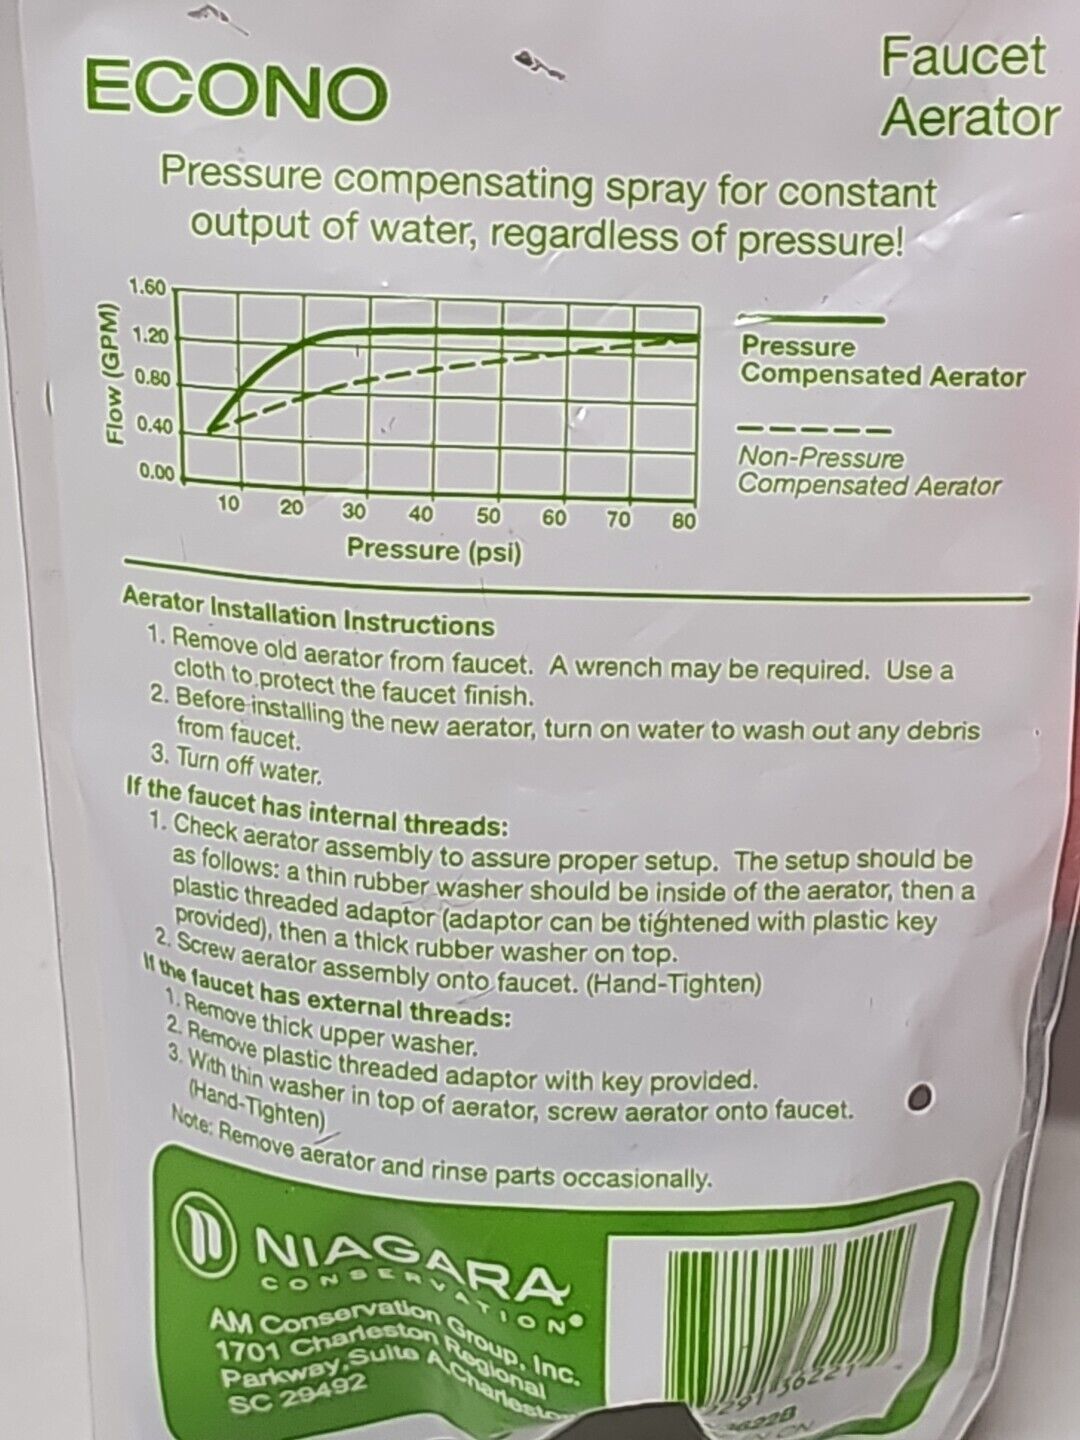 ECONO
Faucet
Aerator
Pressure compensating spray for constant
output of water, regardless of pressure!
Flow (GPM)
1.60
1.20
0.80
0.40
0.00
10 20 30 40 50 60 70 80
Pressure (psi)
Pressure
Compensated Aerator
Non-Pressure
Compensated Aerator
Aerator Installation Instructions
1. Remove old aerator from faucet. A wrench may be required. Use a
cloth to protect the faucet finish.
2. Before installing the new aerator, turn on water to wash out any debris
from faucet.
3. Turn off water.
If the faucet has internal threads:
1. Check aerator assembly to assure proper setup. The setup should be
as follows: a thin rubber washer should be inside of the aerator, then a
plastic threaded adaptor (adaptor can be tightened with plastic key
provided), then a thick rubber washer on top.
2. Screw aerator assembly onto faucet. (Hand-Tighten)
If the faucet has external threads:
1. Remove thick upper washer.
2. Remove plastic threaded adaptor with key provided.
3. With thin washer in top of aerator, screw aerator onto faucet.
(Hand-Tighten)
Note: Remove aerator and rinse parts occasionally.
NIAGARA
CONSERVATION®
AM Conservation Group, Inc.
1701 Charleston Regional
Parkway, Suite A, Charleston
SC 29492